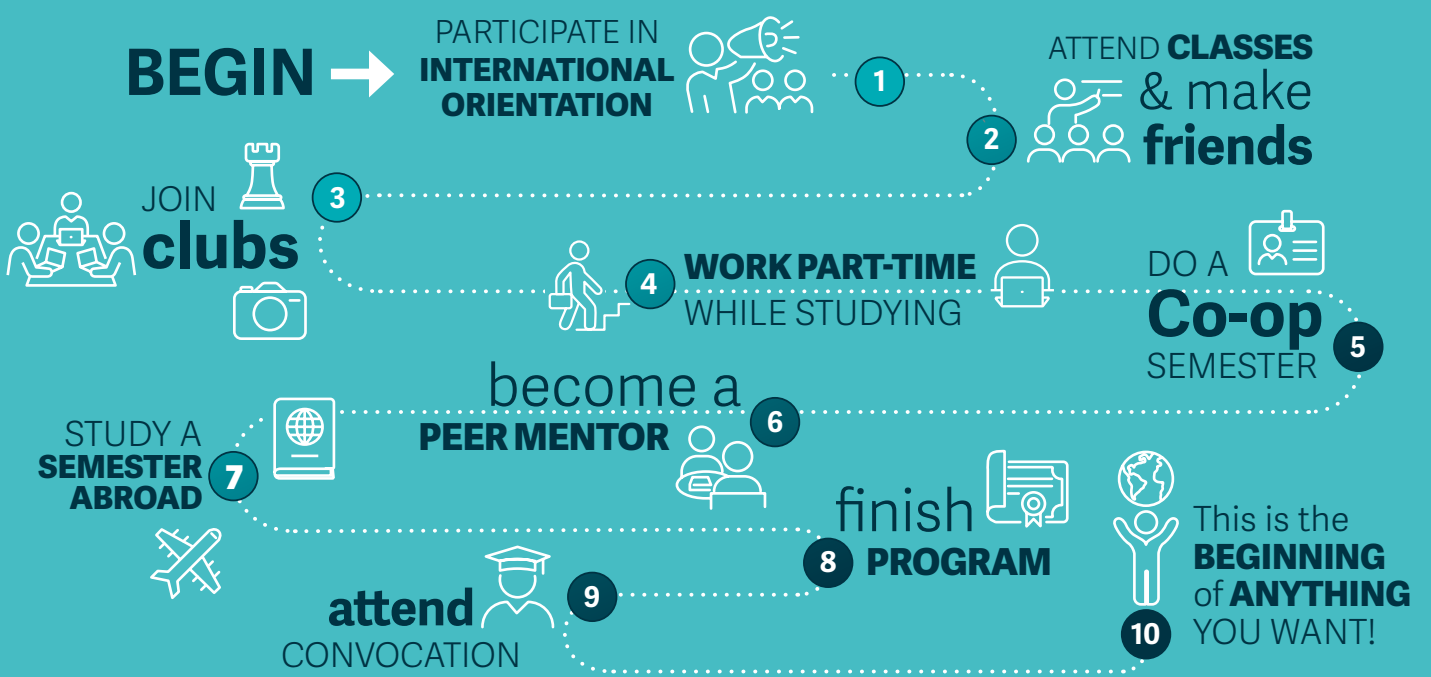 BEGIN
PARTICIPATE IN
INTERNATIONAL
ORIENTATION
1
2
ATTEND CLASSES
& make
friends
3
JOIN
clubs
4
WORK PART-TIME
WHILE STUDYING
DO A
Co-op
SEMESTER
5
become a
PEER MENTOR
6
STUDY A
SEMESTER
ABROAD
7
finish
PROGRAM
8
attend
CONVOCATION
9
10
This is the
BEGINNING
of ANYTHING
YOU WANT!